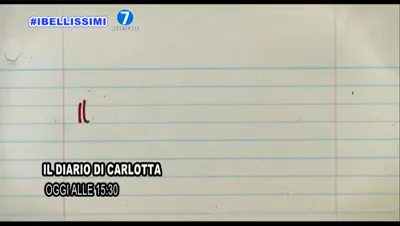 #IBELLISSIMI 7
IL
IL DIARIO DI CARLOTTA
OGGI ALLE 15:30